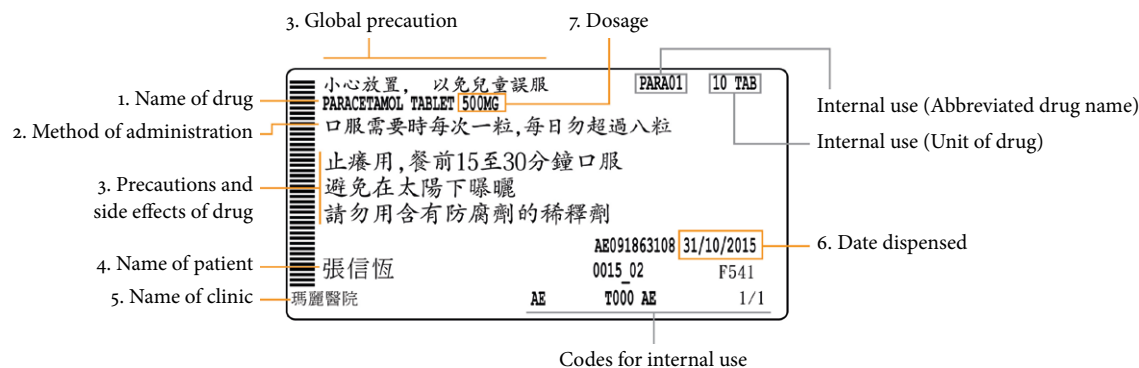 3. Global precaution
7. Dosage
小心放置， 以免兒童誤服
PARA01
10 TAB
1. Name of drug
PARACETAMOL TABLET 500MG
Internal use (Abbreviated drug name)
2. Method of administration
口服需要時每次一粒,每日勿超過八粒
Internal use (Unit of drug)
止癢用,餐前15至30分鐘口服
3. Precautions and
side effects of drug
避免在太陽下曝曬
請勿用含有防腐劑的稀釋劑
AE091863108 31/10/2015
6. Date dispensed
4. Name of patient
張信恆
0015_02
F541
5. Name of clinic
瑪麗醫院
AE
T000 AE
1/1
Codes for internal use